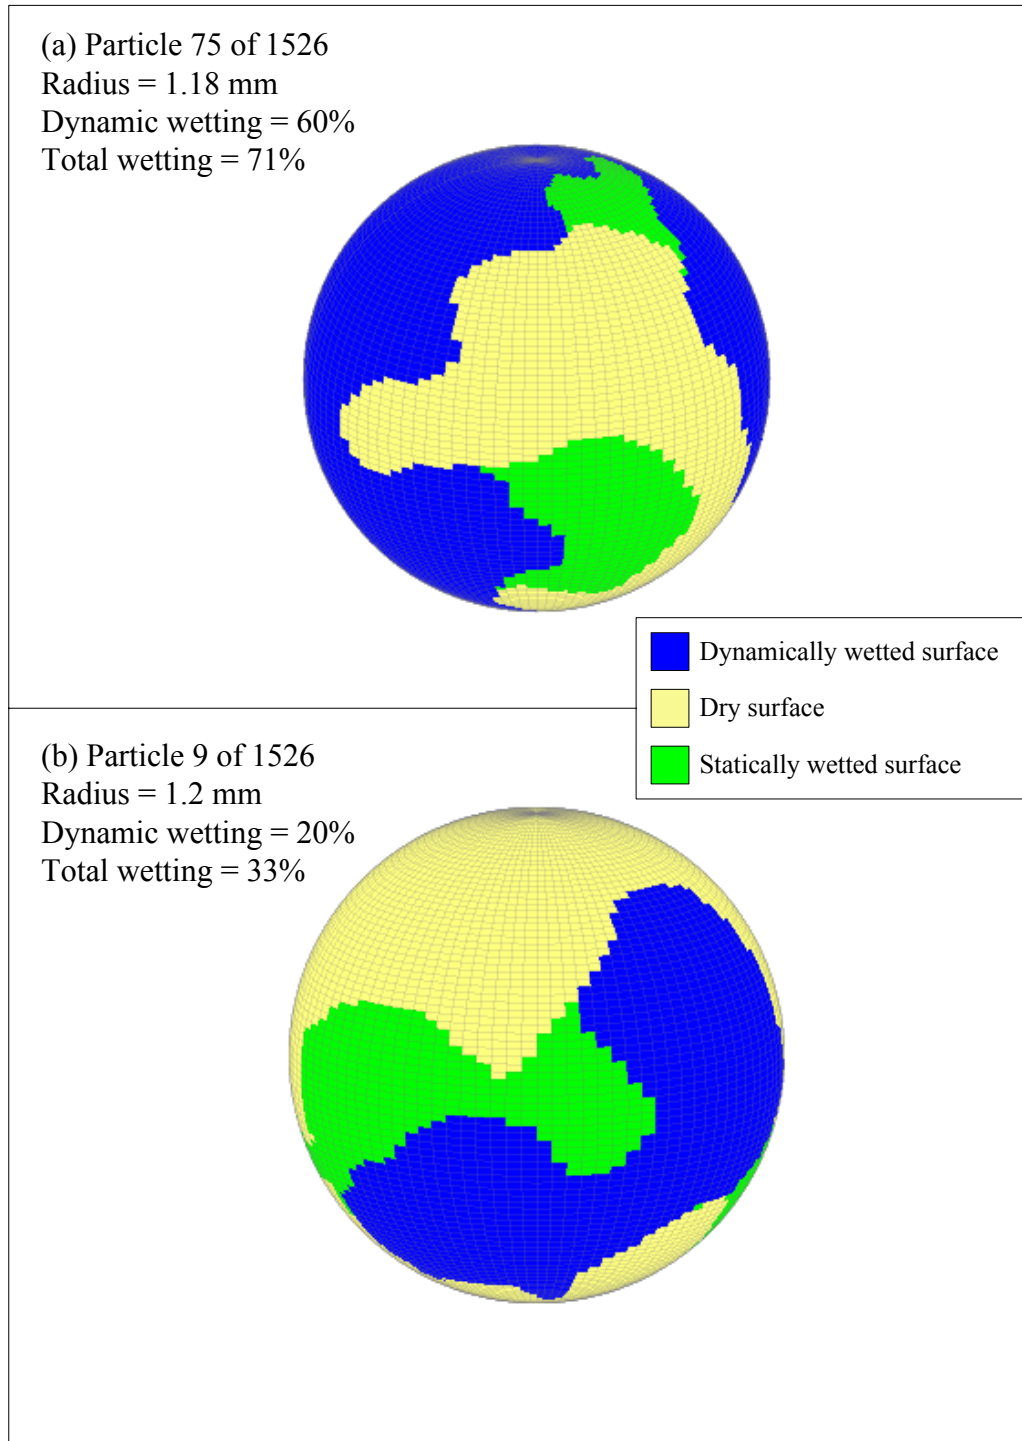 (a) Particle 75 of 1526
Radius = 1.18 mm
Dynamic wetting = 60%
Total wetting = 71%
Dynamically wetted surface
Dry surface
Statically wetted surface
(b) Particle 9 of 1526
Radius = 1.2 mm
Dynamic wetting = 20%
Total wetting = 33%